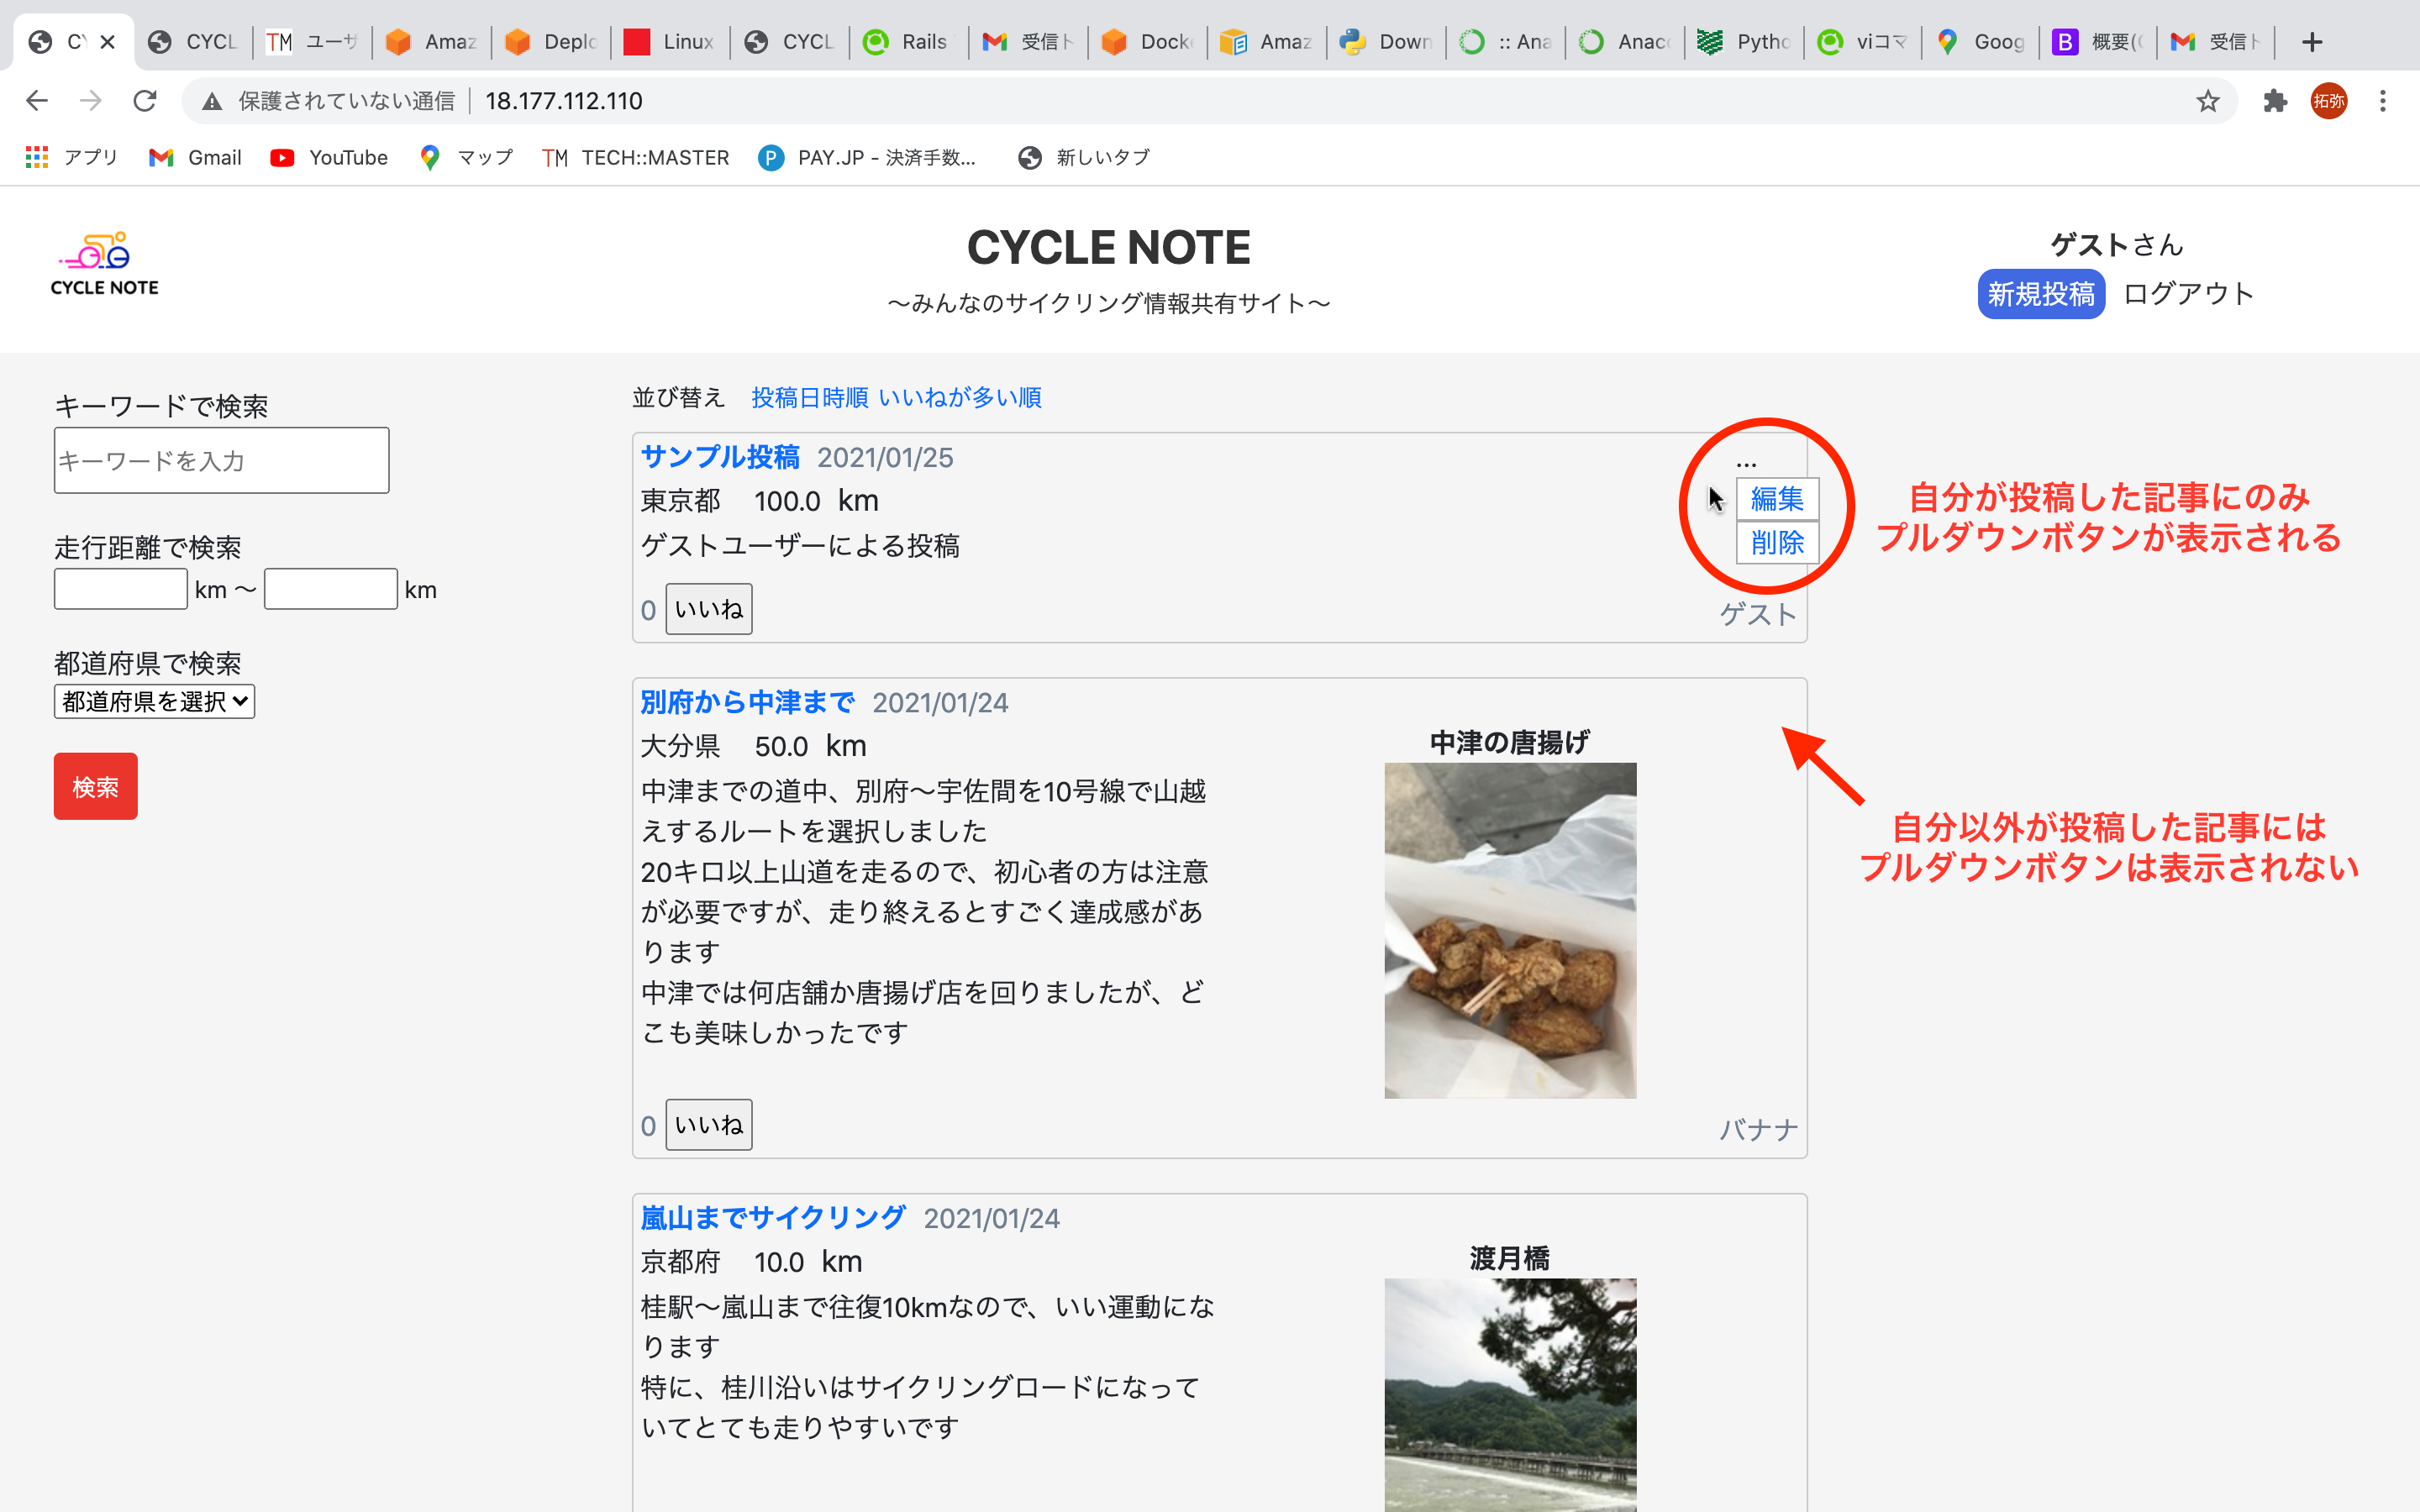 CY
CYCL
TM ユーザ
Amaz
Deplo
Linux
CYCL
Rails
受信ト
Docke
Amaz
Down
:: Ana
Anaco
Pytho
viコマ
Goog
B 概要(
受信ト
保護されていない通信 18.177.112.110
拓弥
アプリ Gmail YouTube マップ TM TECH::MASTER P PAY.JP - 決済手数... 新しいタブ
CYCLE NOTE
CYCLE NOTE
〜みんなのサイクリング情報共有サイト〜
ゲストさん
新規投稿 ログアウト
キーワードで検索
キーワードを入力
走行距離で検索
km 〜 km
都道府県で検索
都道府県を選択
検索
並び替え 投稿日時順 いいねが多い順
サンプル投稿 2021/01/25
...
東京都 100.0 km
編集
削除
ゲストユーザーによる投稿
0 いいね
ゲスト
自分が投稿した記事にのみ
プルダウンボタンが表示される
別府から中津まで 2021/01/24
大分県 50.0 km
中津までの道中、別府〜宇佐間を10号線で山越
えするルートを選択しました
20キロ以上山道を走るので、初心者の方は注意
が必要ですが、走り終えるとすごく達成感があ
ります
中津では何店舗か唐揚げ店を回りましたが、ど
こも美味しかったです
中津の唐揚げ
0 いいね
バナナ
自分以外が投稿した記事には
プルダウンボタンは表示されない
嵐山までサイクリング 2021/01/24
京都府 10.0 km
桂駅〜嵐山まで往復10kmなので、いい運動にな
ります
特に、桂川沿いはサイクリングロードになって
いてとても走りやすいです
渡月橋